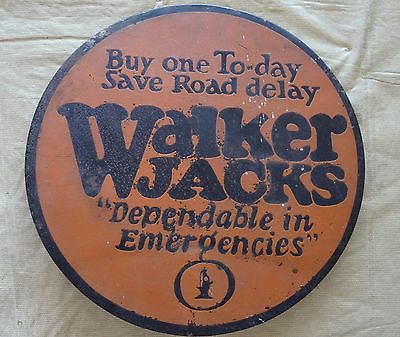 Buy one To-day
Save Road delay
Walker
JACKS
"Dependable in
Emergencies"